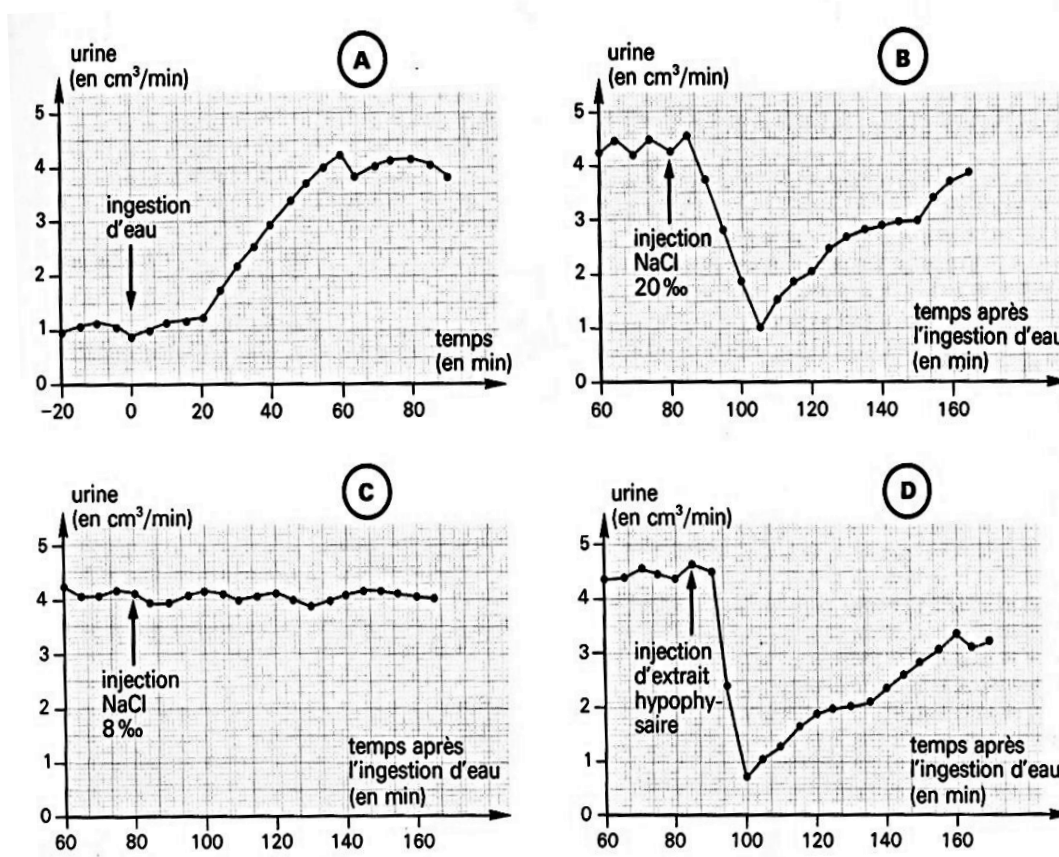 A
urine
(en cm³/min)
5
4
3
2
1
0
ingestion
d'eau
temps
(en min)
–20
0
20
40
60
80
B
urine
(en cm³/min)
5
4
3
2
1
0
injection
NaCl
20 ‰
temps après
l'ingestion d'eau
(en min)
60
80
100
120
140
160
C
urine
(en cm³/min)
5
4
3
2
1
0
injection
NaCl
8 ‰
temps après
l'ingestion d'eau
(en min)
60
80
100
120
140
160
D
urine
(en cm³/min)
5
4
3
2
1
0
injection
d'extrait
hypophy-
saire
temps après
l'ingestion d'eau
(en min)
60
80
100
120
140
160